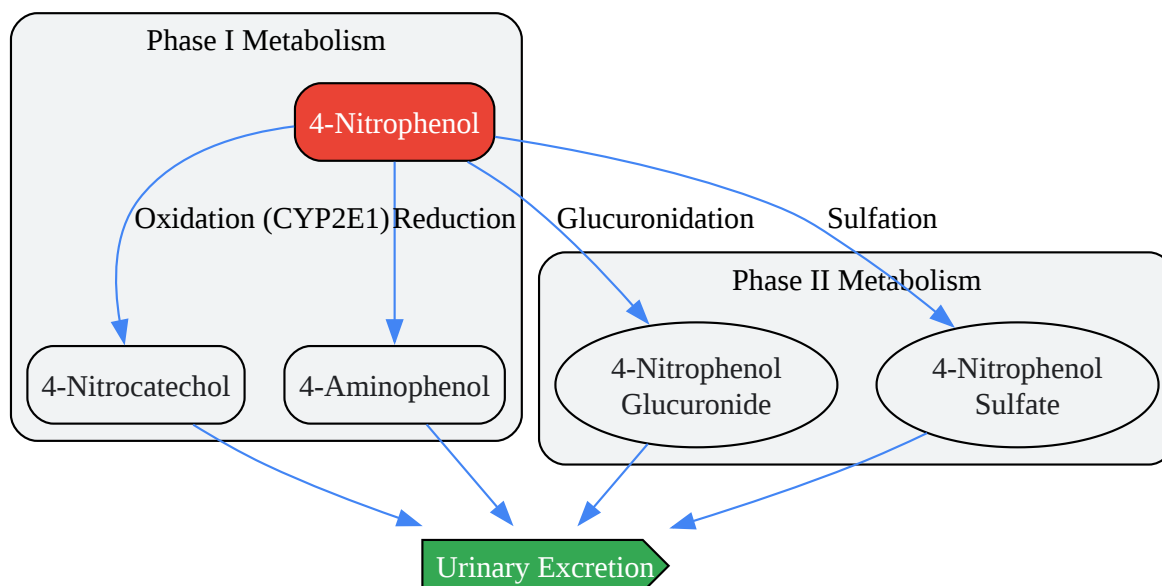 Phase I Metabolism
4-Nitrophenol
Oxidation (CYP2E1)
Reduction
Glucuronidation
Sulfation
Phase II Metabolism
4-Nitrocatechol
4-Aminophenol
4-Nitrophenol
Glucuronide
4-Nitrophenol
Sulfate
Urinary Excretion